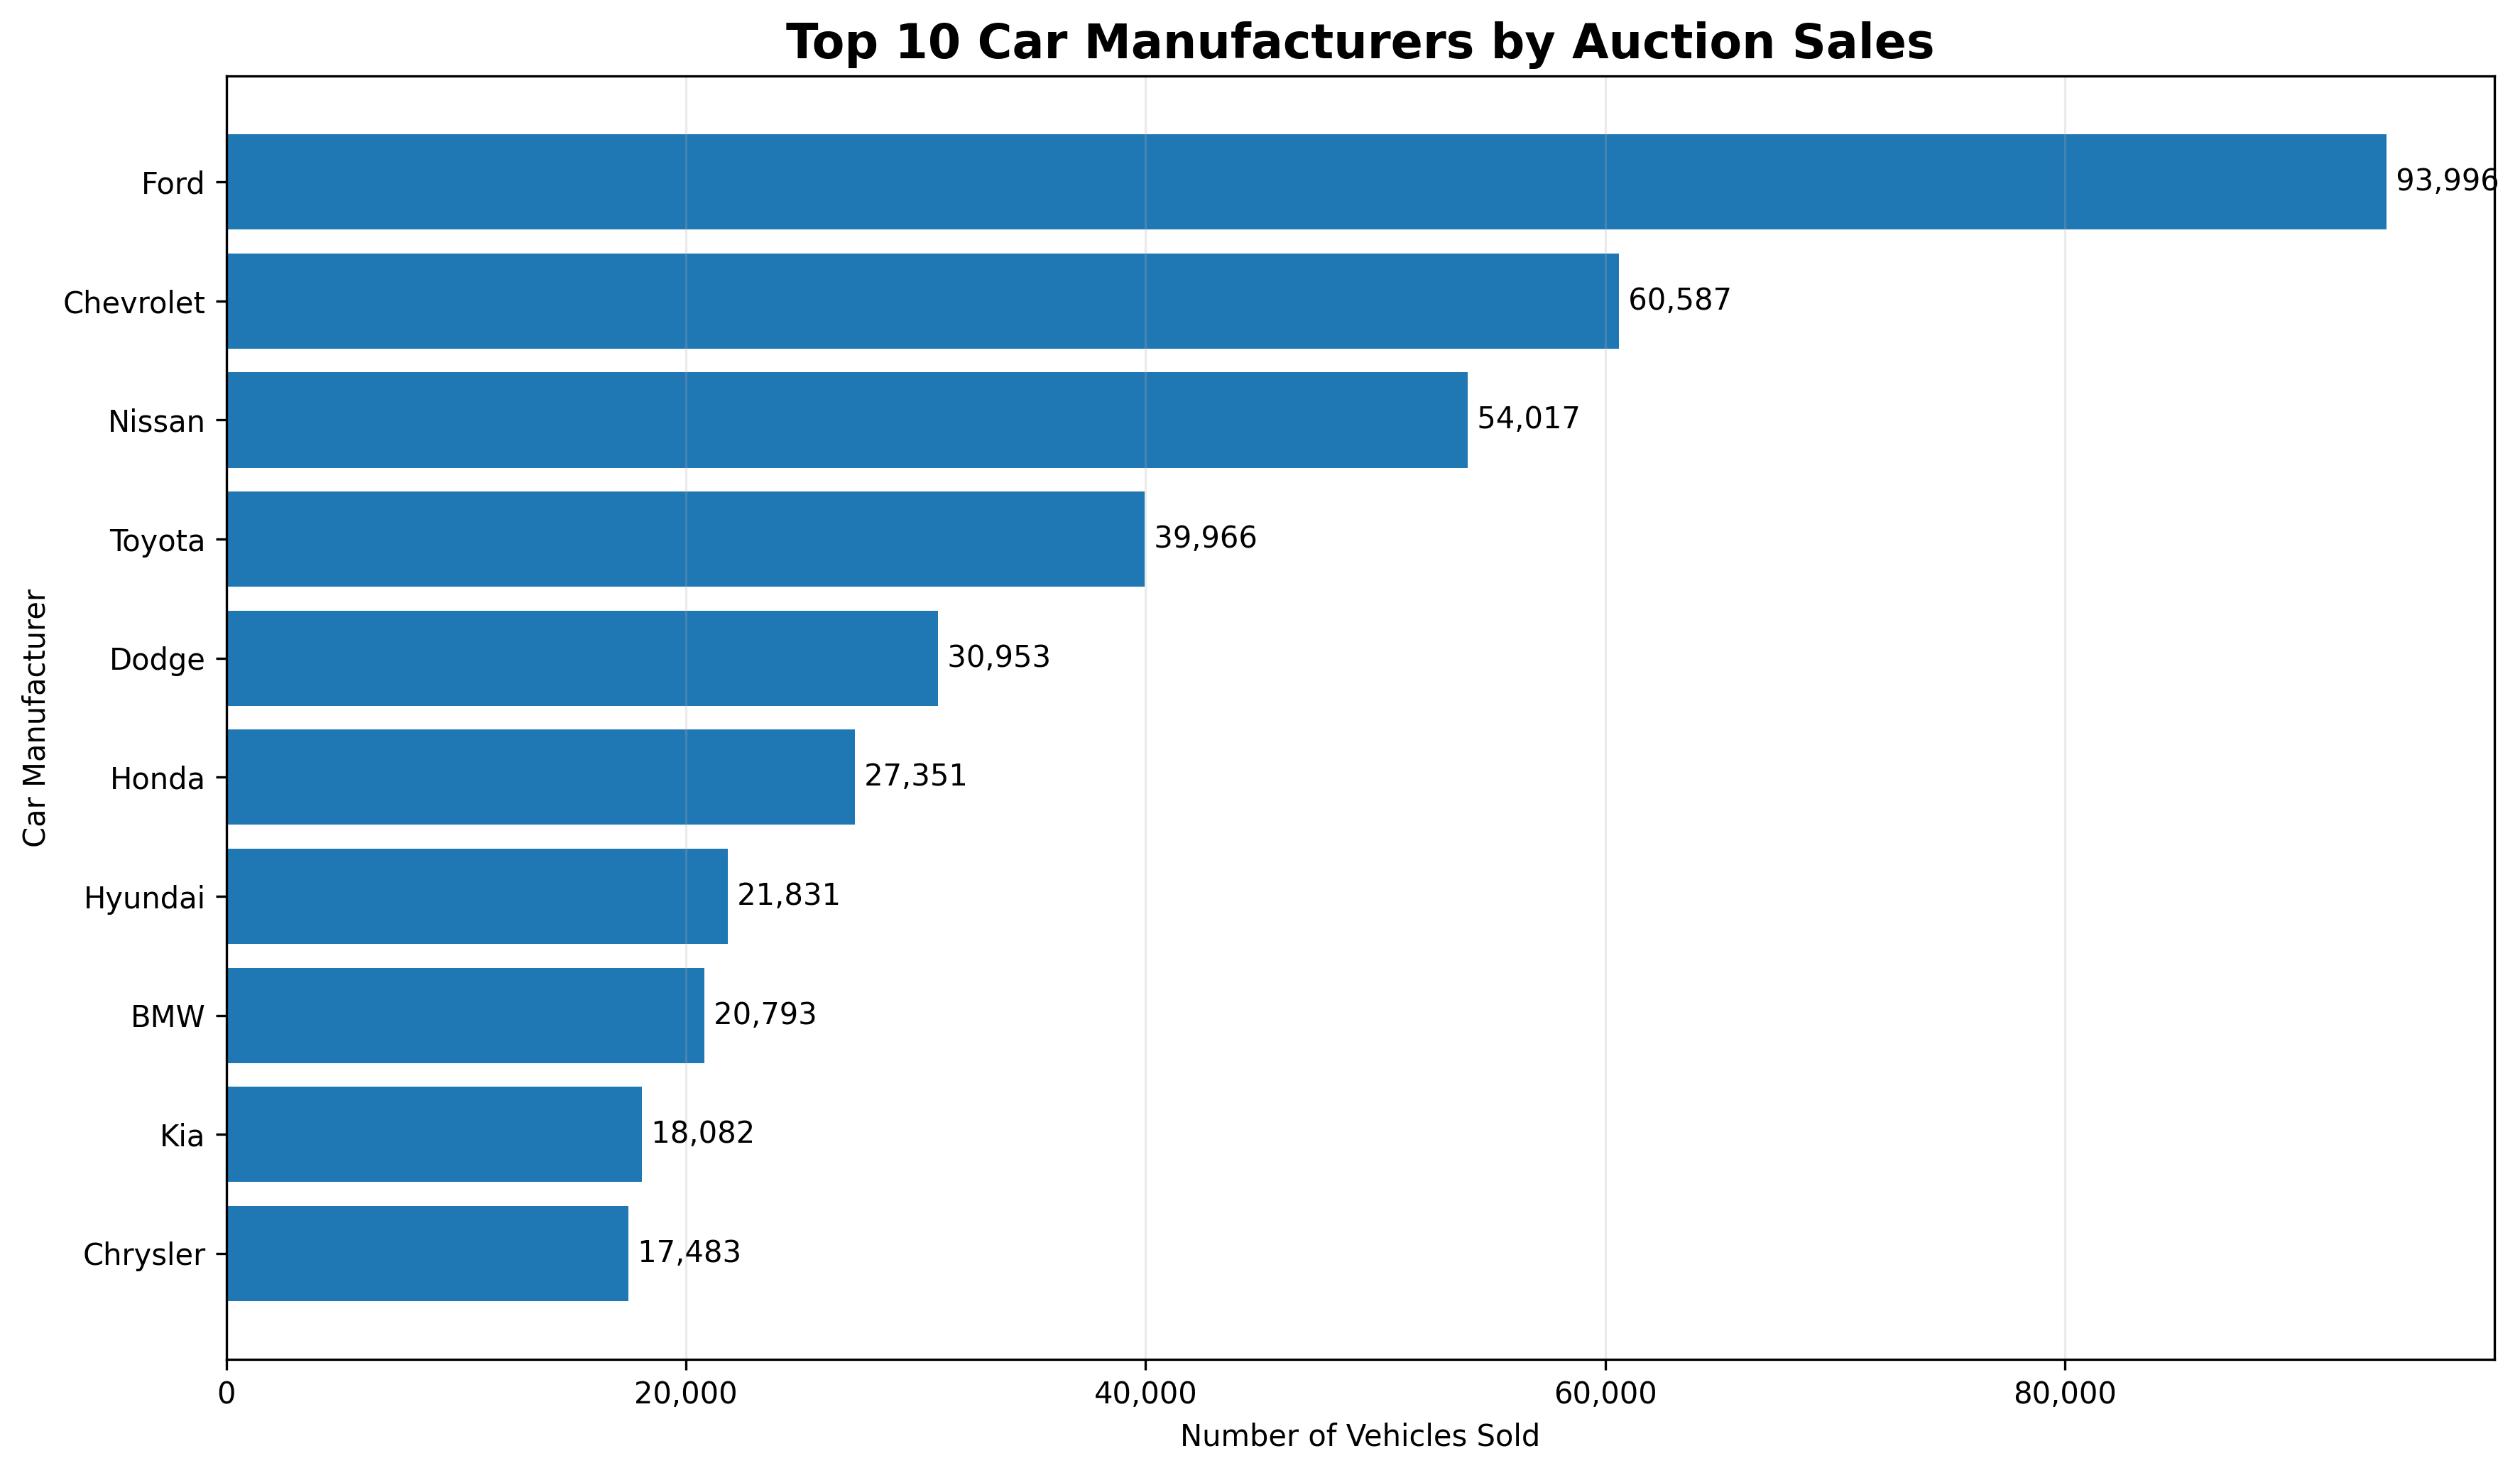 Top 10 Car Manufacturers by Auction Sales
Ford 93,996
Chevrolet 60,587
Nissan 54,017
Toyota 39,966
Dodge 30,953
Honda 27,351
Hyundai 21,831
BMW 20,793
Kia 18,082
Chrysler 17,483
Car Manufacturer
0 20,000 40,000 60,000 80,000
Number of Vehicles Sold